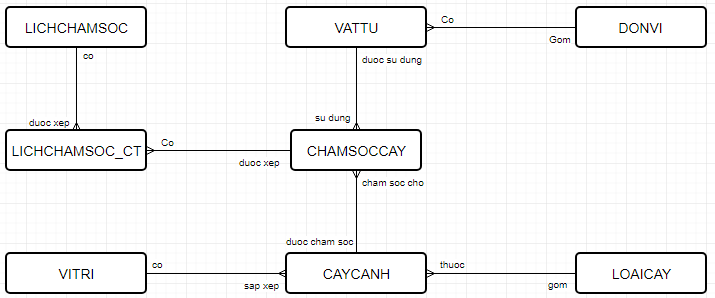 LICHCHAMSOC
VATTU
Co
DONVI
Gom
co
duoc su dung
duoc xep
su dung
LICHCHAMSOC_CT
Co
duoc xep
CHAMSOCCAY
cham soc cho
duoc cham soc
VITRI
co
sap xep
CAYCANH
thuoc
gom
LOAICAY